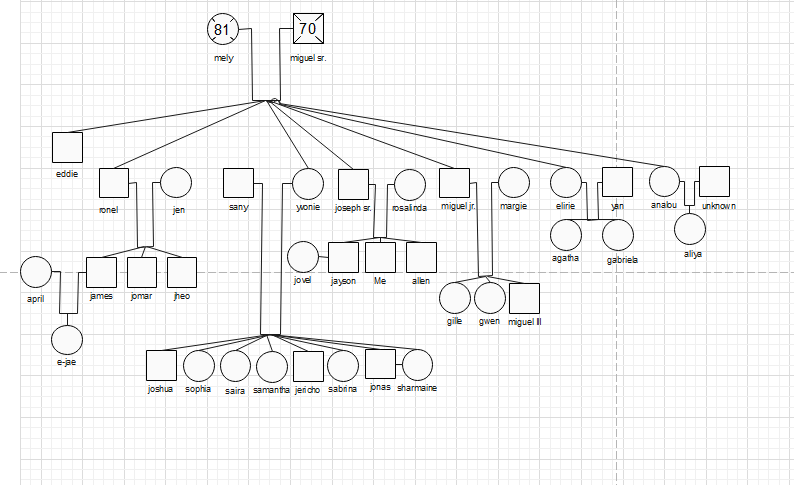 81
70
mely
miguel sr.
eddie
ronel
jen
sany
yvonie
joseph sr.
rosalinda
miguel jr.
margie
elirie
yan
analou
unknown
agatha
gabriela
aliya
april
james
jomar
jheo
jovel
jayson
Me
allen
gille
gwen
miguel III
e-jae
joshua
sophia
saira
samantha
jericho
sabrina
jonas
sharmaine